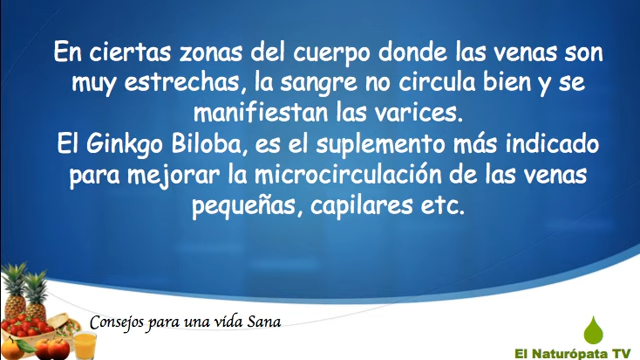 En ciertas zonas del cuerpo donde las venas son
muy estrechas, la sangre no circula bien y se
manifiestan las varices.
El Ginkgo Biloba, es el suplemento más indicado
para mejorar la microcirculación de las venas
pequeñas, capilares etc.
Consejos para una vida Sana
El Naturópata TV